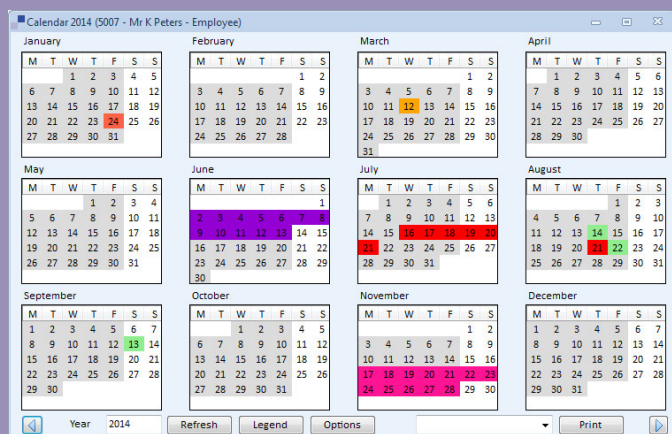 Calendar 2014 (5007 - Mr K Peters - Employee)
January
M T W T F S S
1 2 3 4 5
6 7 8 9 10 11 12
13 14 15 16 17 18 19
20 21 22 23 24 25 26
27 28 29 30 31
February
M T W T F S S
1 2
3 4 5 6 7 8 9
10 11 12 13 14 15 16
17 18 19 20 21 22 23
24 25 26 27 28
March
M T W T F S S
1 2
3 4 5 6 7 8 9
10 11 12 13 14 15 16
17 18 19 20 21 22 23
24 25 26 27 28 29 30
31
April
M T W T F S S
1 2 3 4 5 6
7 8 9 10 11 12 13
14 15 16 17 18 19 20
21 22 23 24 25 26 27
28 29 30
May
M T W T F S S
1 2 3 4
5 6 7 8 9 10 11
12 13 14 15 16 17 18
19 20 21 22 23 24 25
26 27 28 29 30 31
June
M T W T F S S
1
2 3 4 5 6 7 8
9 10 11 12 13 14 15
16 17 18 19 20 21 22
23 24 25 26 27 28 29
30
July
M T W T F S S
1 2 3 4 5 6
7 8 9 10 11 12 13
14 15 16 17 18 19 20
21 22 23 24 25 26 27
28 29 30 31
August
M T W T F S S
1 2 3
4 5 6 7 8 9 10
11 12 13 14 15 16 17
18 19 20 21 22 23 24
25 26 27 28 29 30 31
September
M T W T F S S
1 2 3 4 5 6 7
8 9 10 11 12 13 14
15 16 17 18 19 20 21
22 23 24 25 26 27 28
29 30
October
M T W T F S S
1 2 3 4 5
6 7 8 9 10 11 12
13 14 15 16 17 18 19
20 21 22 23 24 25 26
27 28 29 30 31
November
M T W T F S S
1 2
3 4 5 6 7 8 9
10 11 12 13 14 15 16
17 18 19 20 21 22 23
24 25 26 27 28 29 30
December
M T W T F S S
1 2 3 4 5 6 7
8 9 10 11 12 13 14
15 16 17 18 19 20 21
22 23 24 25 26 27 28
29 30 31
Year 2014 Refresh Legend Options Print